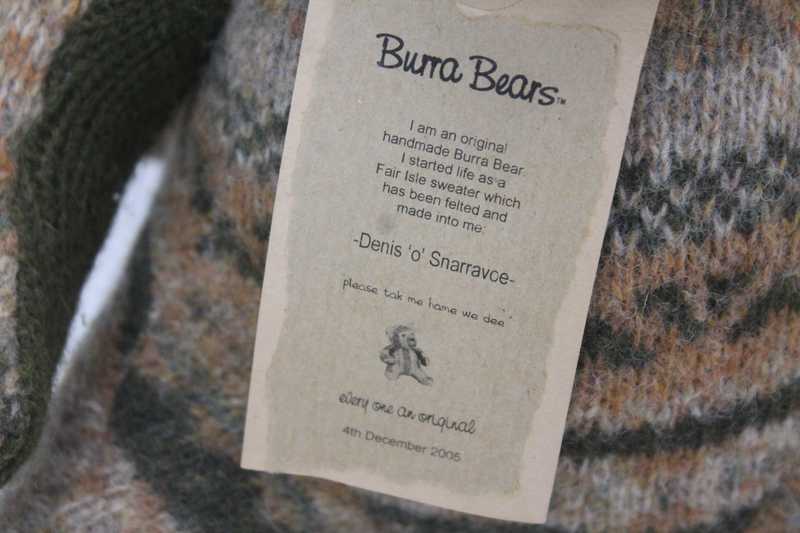 Burra Bears™
I am an original
handmade Burra Bear
I started life as a
Fair Isle sweater which
has been felted and
made into me:
-Denis 'o' Snarravoe-
please tak me hame wi dee
every one an original
4th December 2005